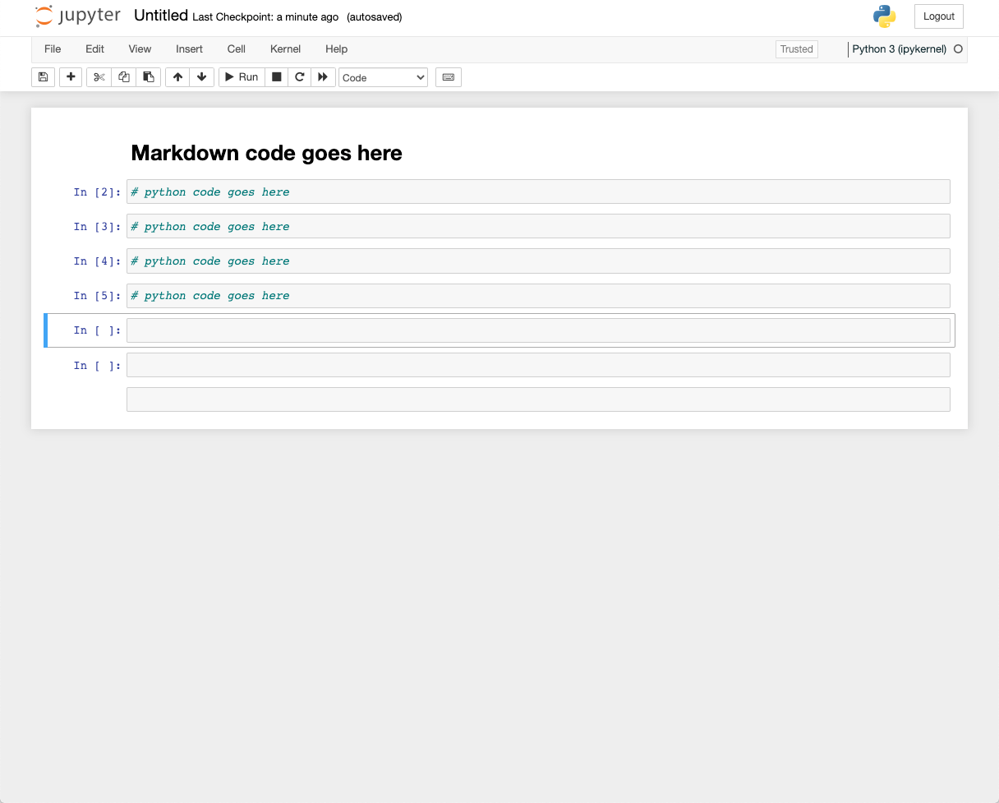 jupyter Untitled Last Checkpoint: a minute ago (autosaved) Logout
File Edit View Insert Cell Kernel Help Trusted Python 3 (ipykernel)
Run Code
Markdown code goes here
In [2]: # python code goes here
In [3]: # python code goes here
In [4]: # python code goes here
In [5]: # python code goes here
In [ ]:
In [ ]: